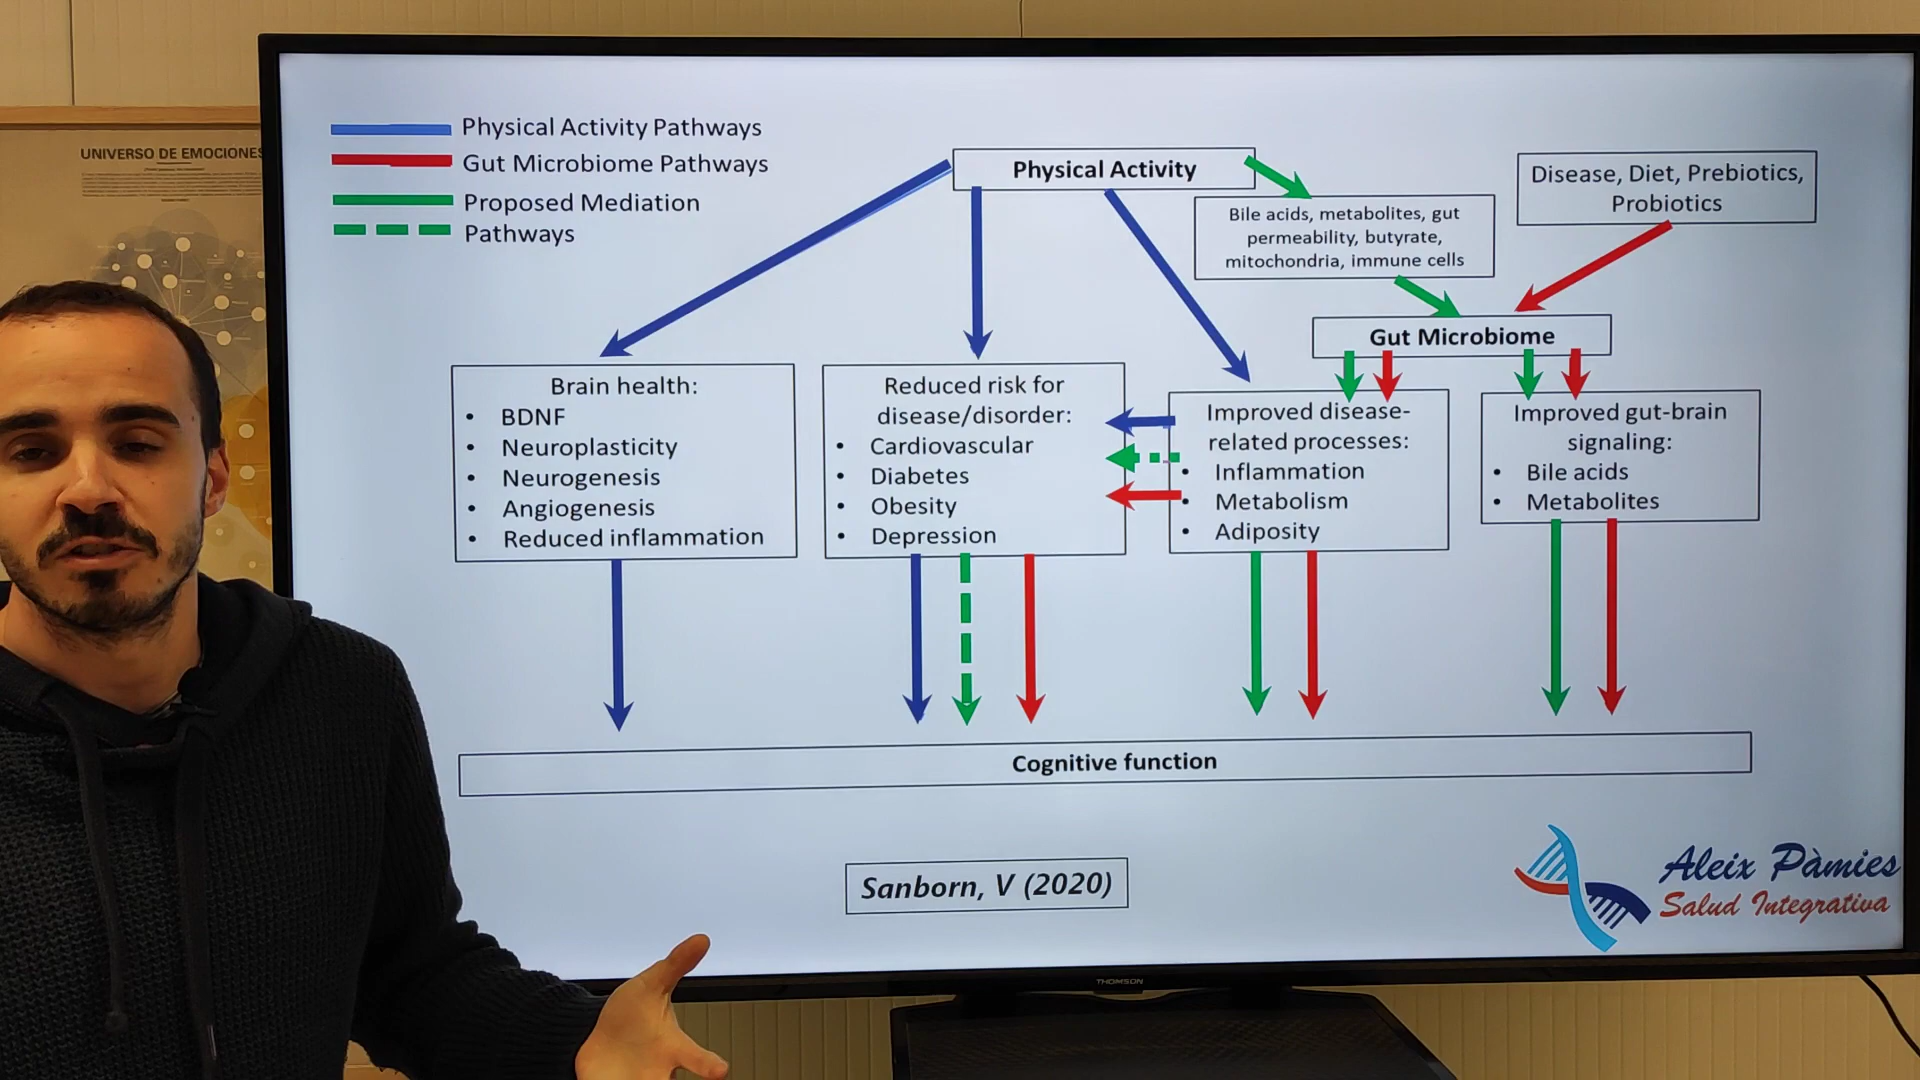 UNIVERSO DE EMOCIONES
Physical Activity Pathways
Gut Microbiome Pathways
Proposed Mediation
Pathways
Physical Activity
Bile acids, metabolites, gut
permeability, butyrate,
mitochondria, immune cells
Disease, Diet, Prebiotics,
Probiotics
Gut Microbiome
Brain health:
• BDNF
• Neuroplasticity
• Neurogenesis
• Angiogenesis
• Reduced inflammation
Reduced risk for
disease/disorder:
• Cardiovascular
• Diabetes
• Obesity
• Depression
Improved disease-
related processes:
• Inflammation
• Metabolism
• Adiposity
Improved gut-brain
signaling:
• Bile acids
• Metabolites
Cognitive function
Sanborn, V (2020)
Aleix Pàmies
Salud Integrativa
THOMSON